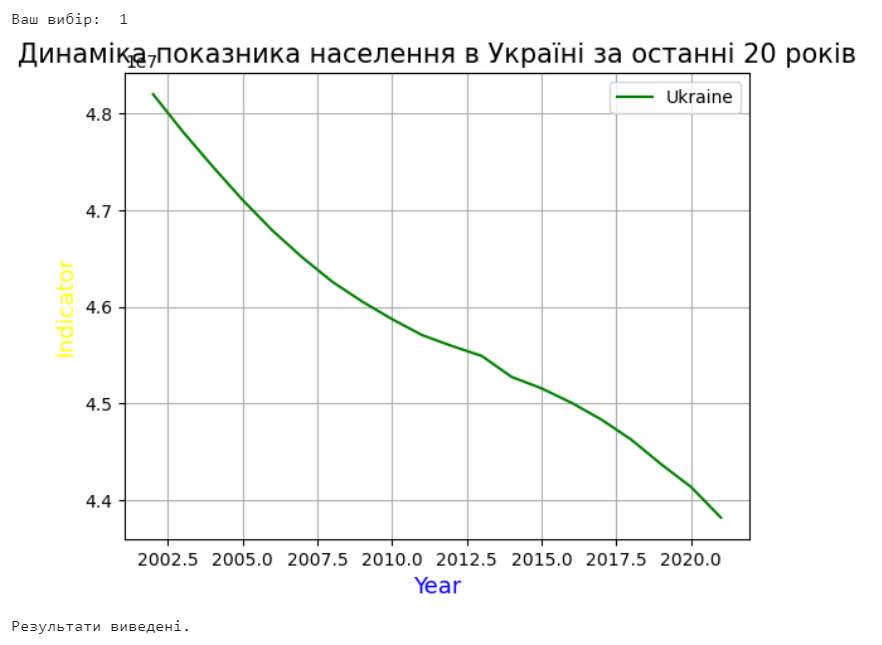 Ваш вибір:  1
Динаміка показника населення в Україні за останні 20 років
1e7
Ukraine
4.8
4.7
4.6
4.5
4.4
Indicator
2002.5 2005.0 2007.5 2010.0 2012.5 2015.0 2017.5 2020.0
Year
Результати виведені.